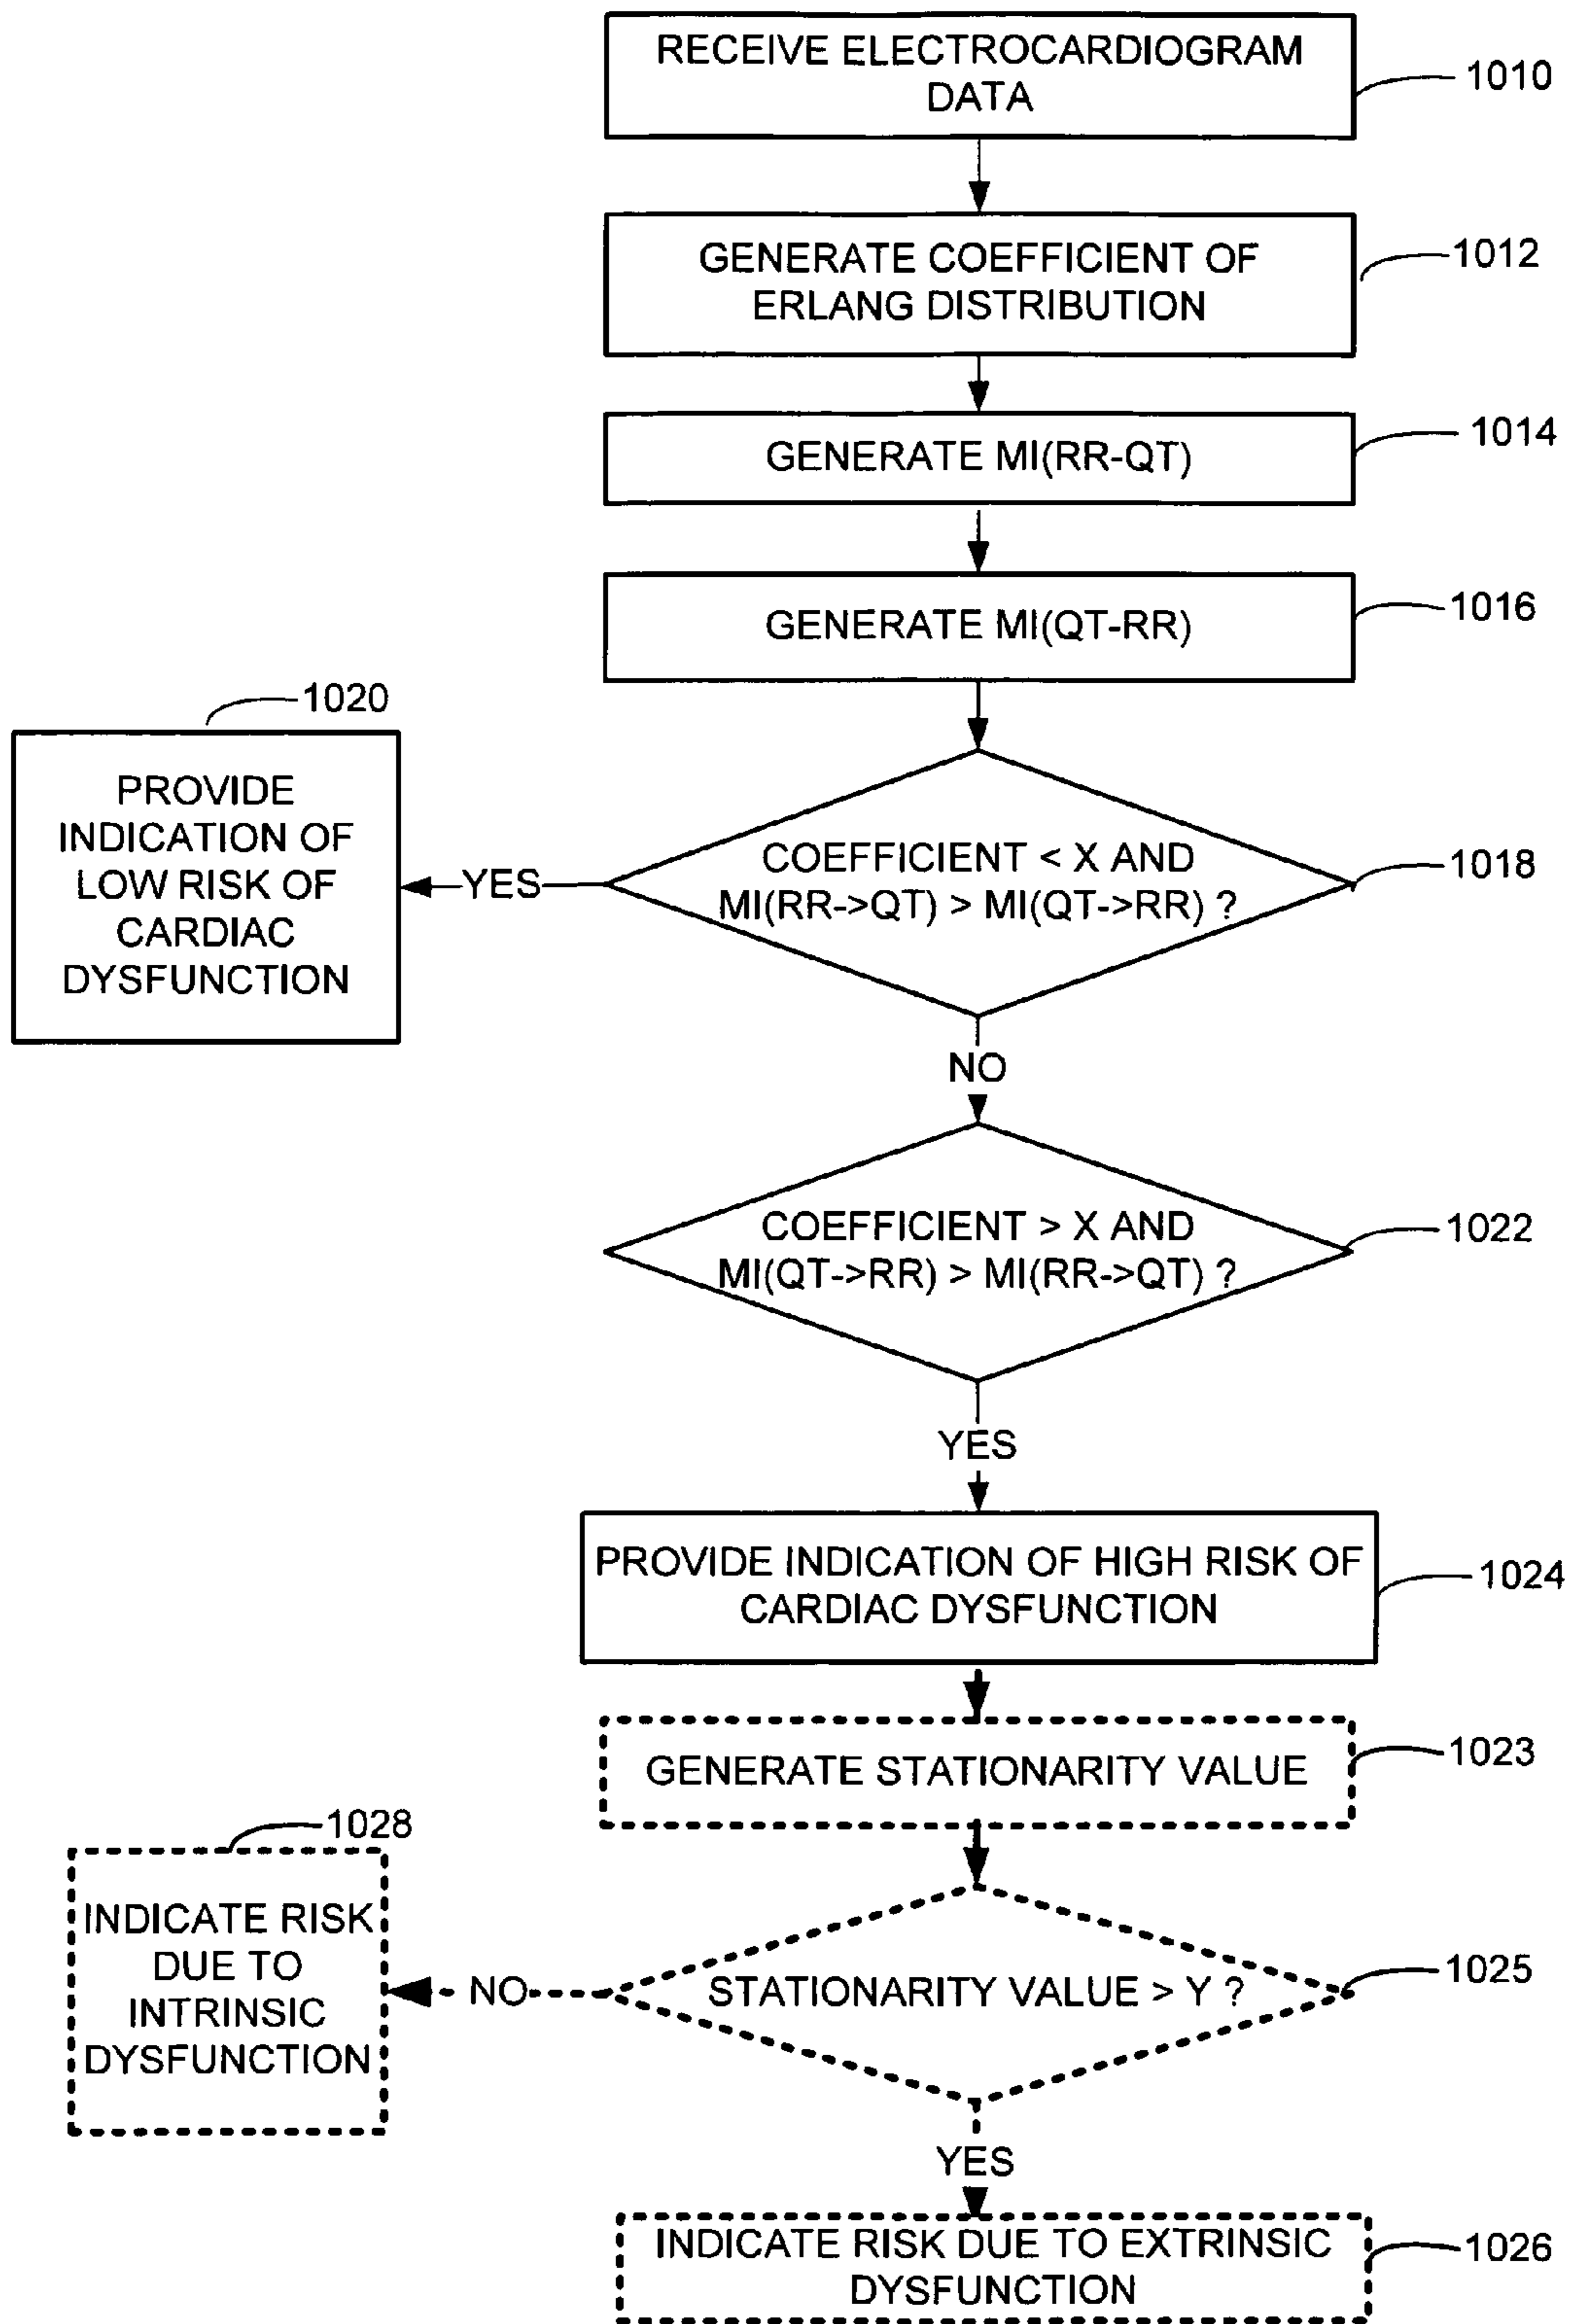 RECEIVE ELECTROCARDIOGRAM
DATA
1010
GENERATE COEFFICIENT OF
ERLANG DISTRIBUTION
1012
GENERATE MI(RR-QT)
1014
GENERATE MI(QT-RR)
1016
1020
PROVIDE
INDICATION OF
LOW RISK OF
CARDIAC
DYSFUNCTION
YES
COEFFICIENT < X AND
MI(RR->QT) > MI(QT->RR) ?
1018
NO
COEFFICIENT > X AND
MI(QT->RR) > MI(RR->QT) ?
1022
YES
PROVIDE INDICATION OF HIGH RISK OF
CARDIAC DYSFUNCTION
1024
GENERATE STATIONARITY VALUE
1023
1028
INDICATE RISK
DUE TO
INTRINSIC
DYSFUNCTION
NO
STATIONARITY VALUE > Y ?
1025
YES
INDICATE RISK DUE TO EXTRINSIC
DYSFUNCTION
1026